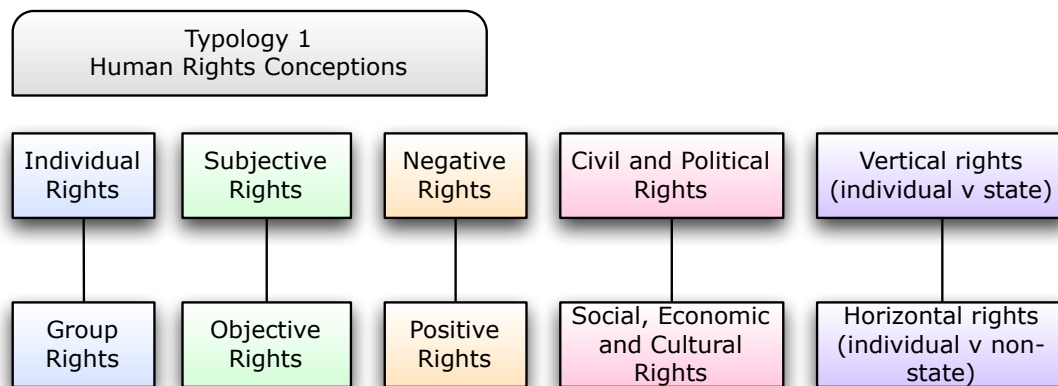 Typology 1
Human Rights Conceptions
Individual
Rights
Subjective
Rights
Negative
Rights
Civil and Political
Rights
Vertical rights
(individual v state)
Group
Rights
Objective
Rights
Positive
Rights
Social, Economic
and Cultural
Rights
Horizontal rights
(individual v non-
state)